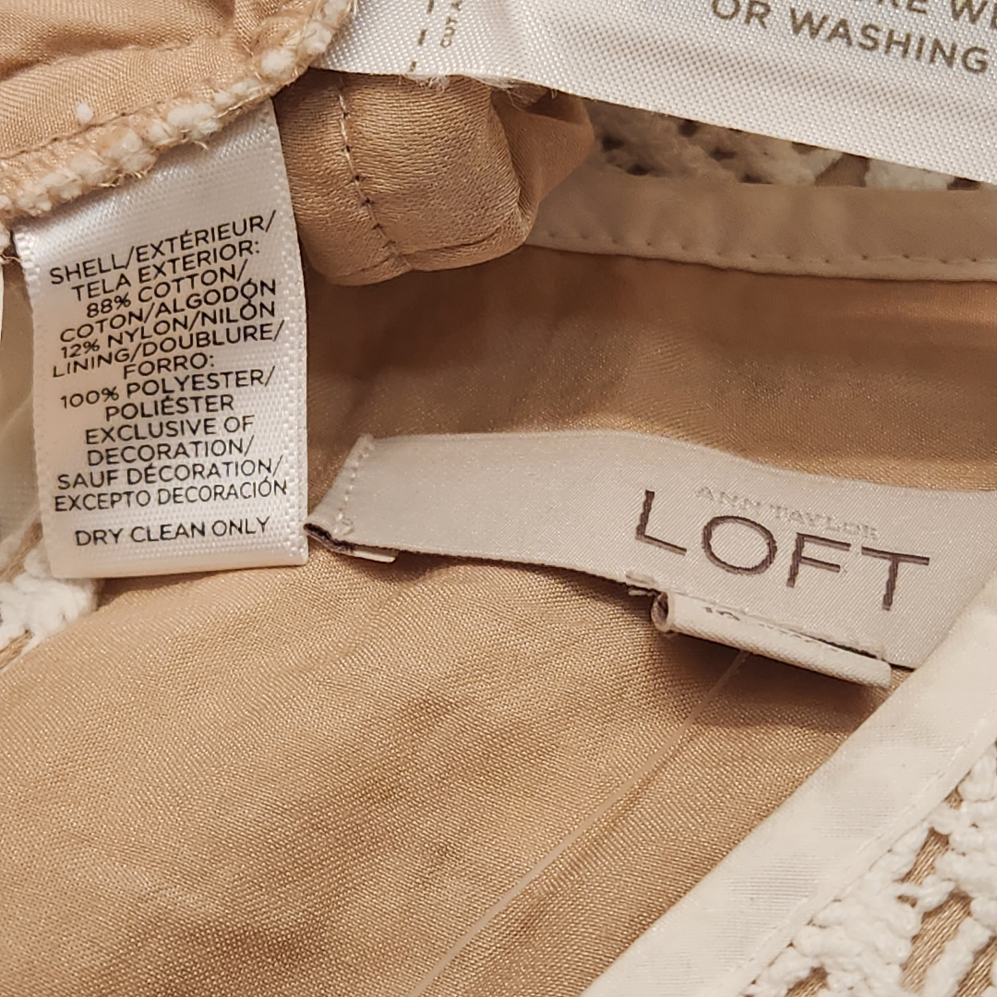 OR WASHING
SHELL/EXTÉRIEUR/
TELA EXTERIOR:
88% COTTON/
COTON/ALGODÓN
12% NYLON/NILÓN
LINING/DOUBLURE/
FORRO:
100% POLYESTER/
POLIÉSTER
EXCLUSIVE OF
DECORATION/
SAUF DÉCORATION/
EXCEPTO DECORACIÓN
DRY CLEAN ONLY
ANN TAYLOR
LOFT